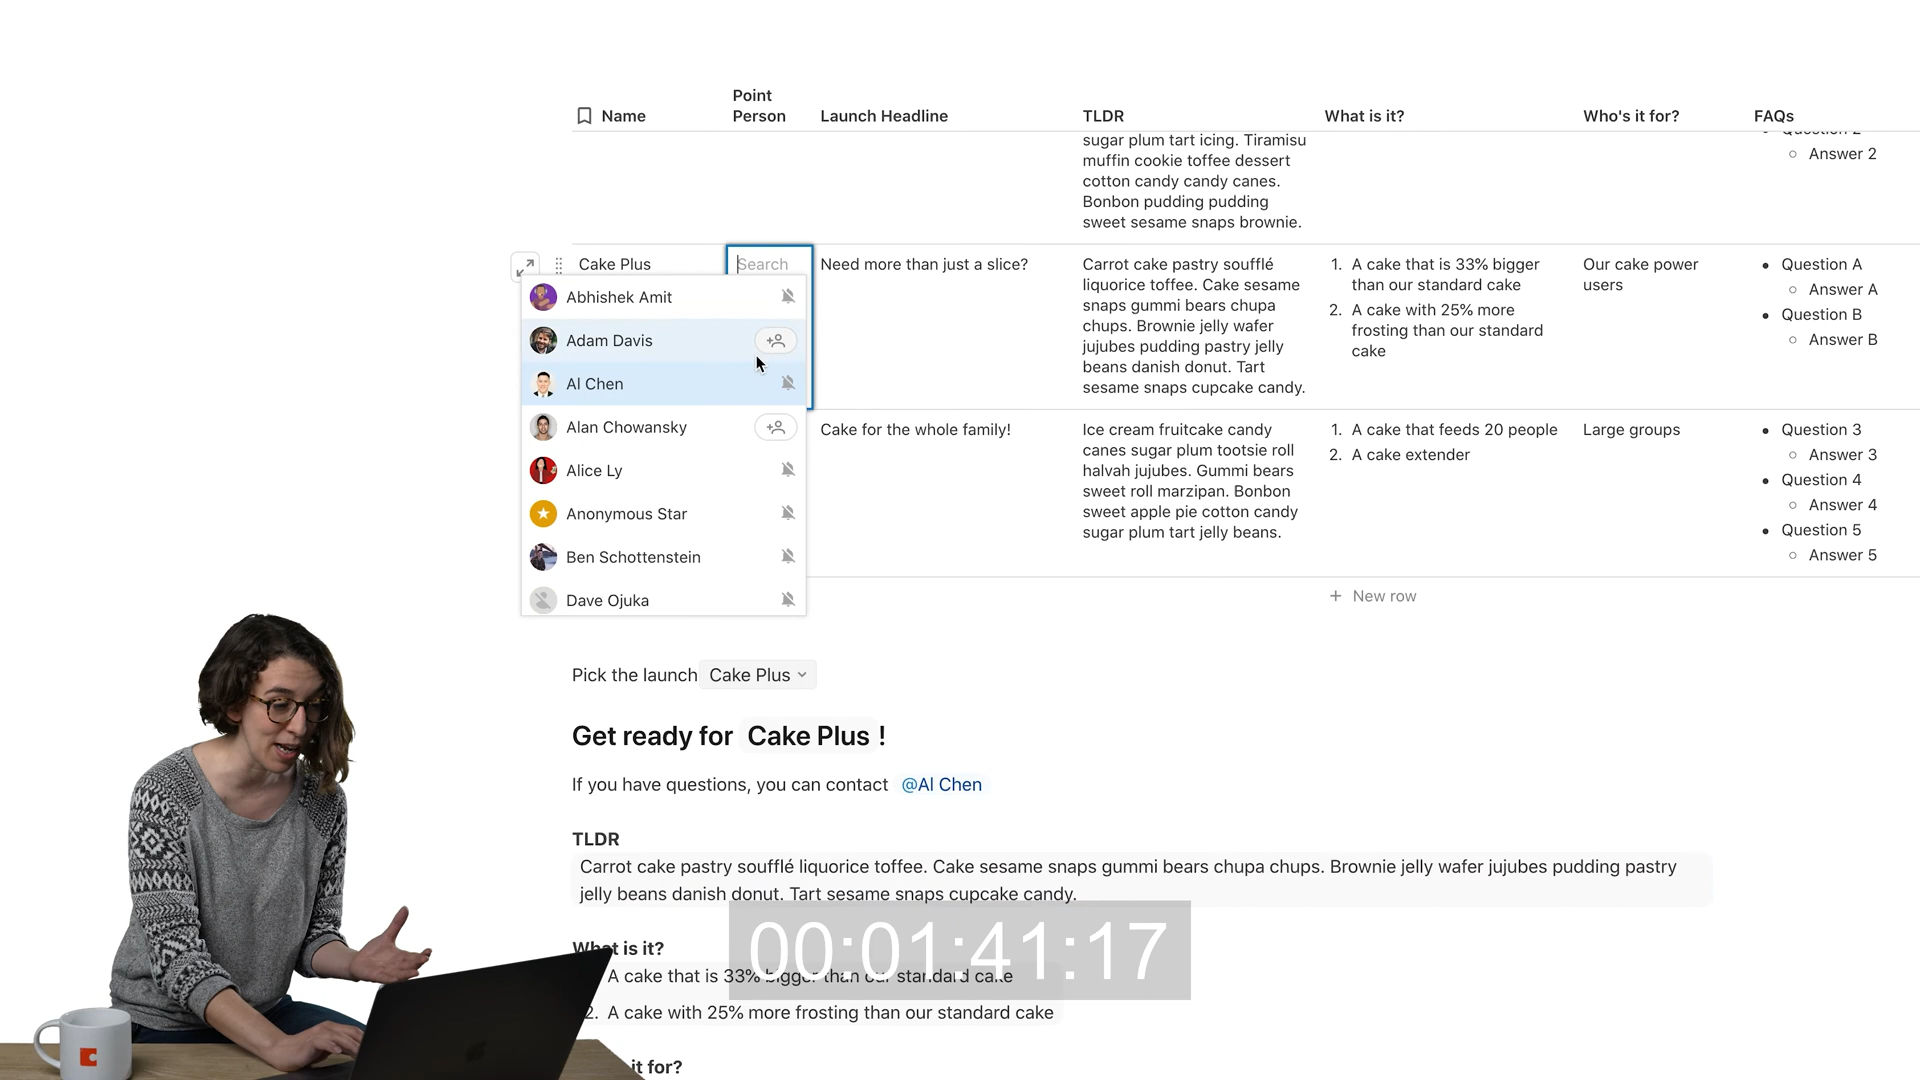 Name
Point
Person
Launch Headline
TLDR
What is it?
Who's it for?
FAQs
sugar plum tart icing. Tiramisu
muffin cookie toffee dessert
cotton candy candy canes.
Bonbon pudding pudding
sweet sesame snaps brownie.
Question 2
Answer 2
Cake Plus
Search
Need more than just a slice?
Carrot cake pastry soufflé
liquorice toffee. Cake sesame
snaps gummi bears chupa
chups. Brownie jelly wafer
jujubes pudding pastry jelly
beans danish donut. Tart
sesame snaps cupcake candy.
1. A cake that is 33% bigger
than our standard cake
2. A cake with 25% more
frosting than our standard
cake
Our cake power
users
Question A
Answer A
Question B
Answer B
Abhishek Amit
Adam Davis
Al Chen
Alan Chowansky
Alice Ly
Anonymous Star
Ben Schottenstein
Dave Ojuka
Cake for the whole family!
Ice cream fruitcake candy
canes sugar plum tootsie roll
halvah jujubes. Gummi bears
sweet roll marzipan. Bonbon
sweet apple pie cotton candy
sugar plum tart jelly beans.
1. A cake that feeds 20 people
2. A cake extender
Large groups
Question 3
Answer 3
Question 4
Answer 4
Question 5
Answer 5
+ New row
Pick the launch Cake Plus
Get ready for Cake Plus !
If you have questions, you can contact @Al Chen
TLDR
Carrot cake pastry soufflé liquorice toffee. Cake sesame snaps gummi bears chupa chups. Brownie jelly wafer jujubes pudding pastry
jelly beans danish donut. Tart sesame snaps cupcake candy.
What is it?
00:01:41:17
A cake that is 33% bigger than our standard cake
2. A cake with 25% more frosting than our standard cake
it for?